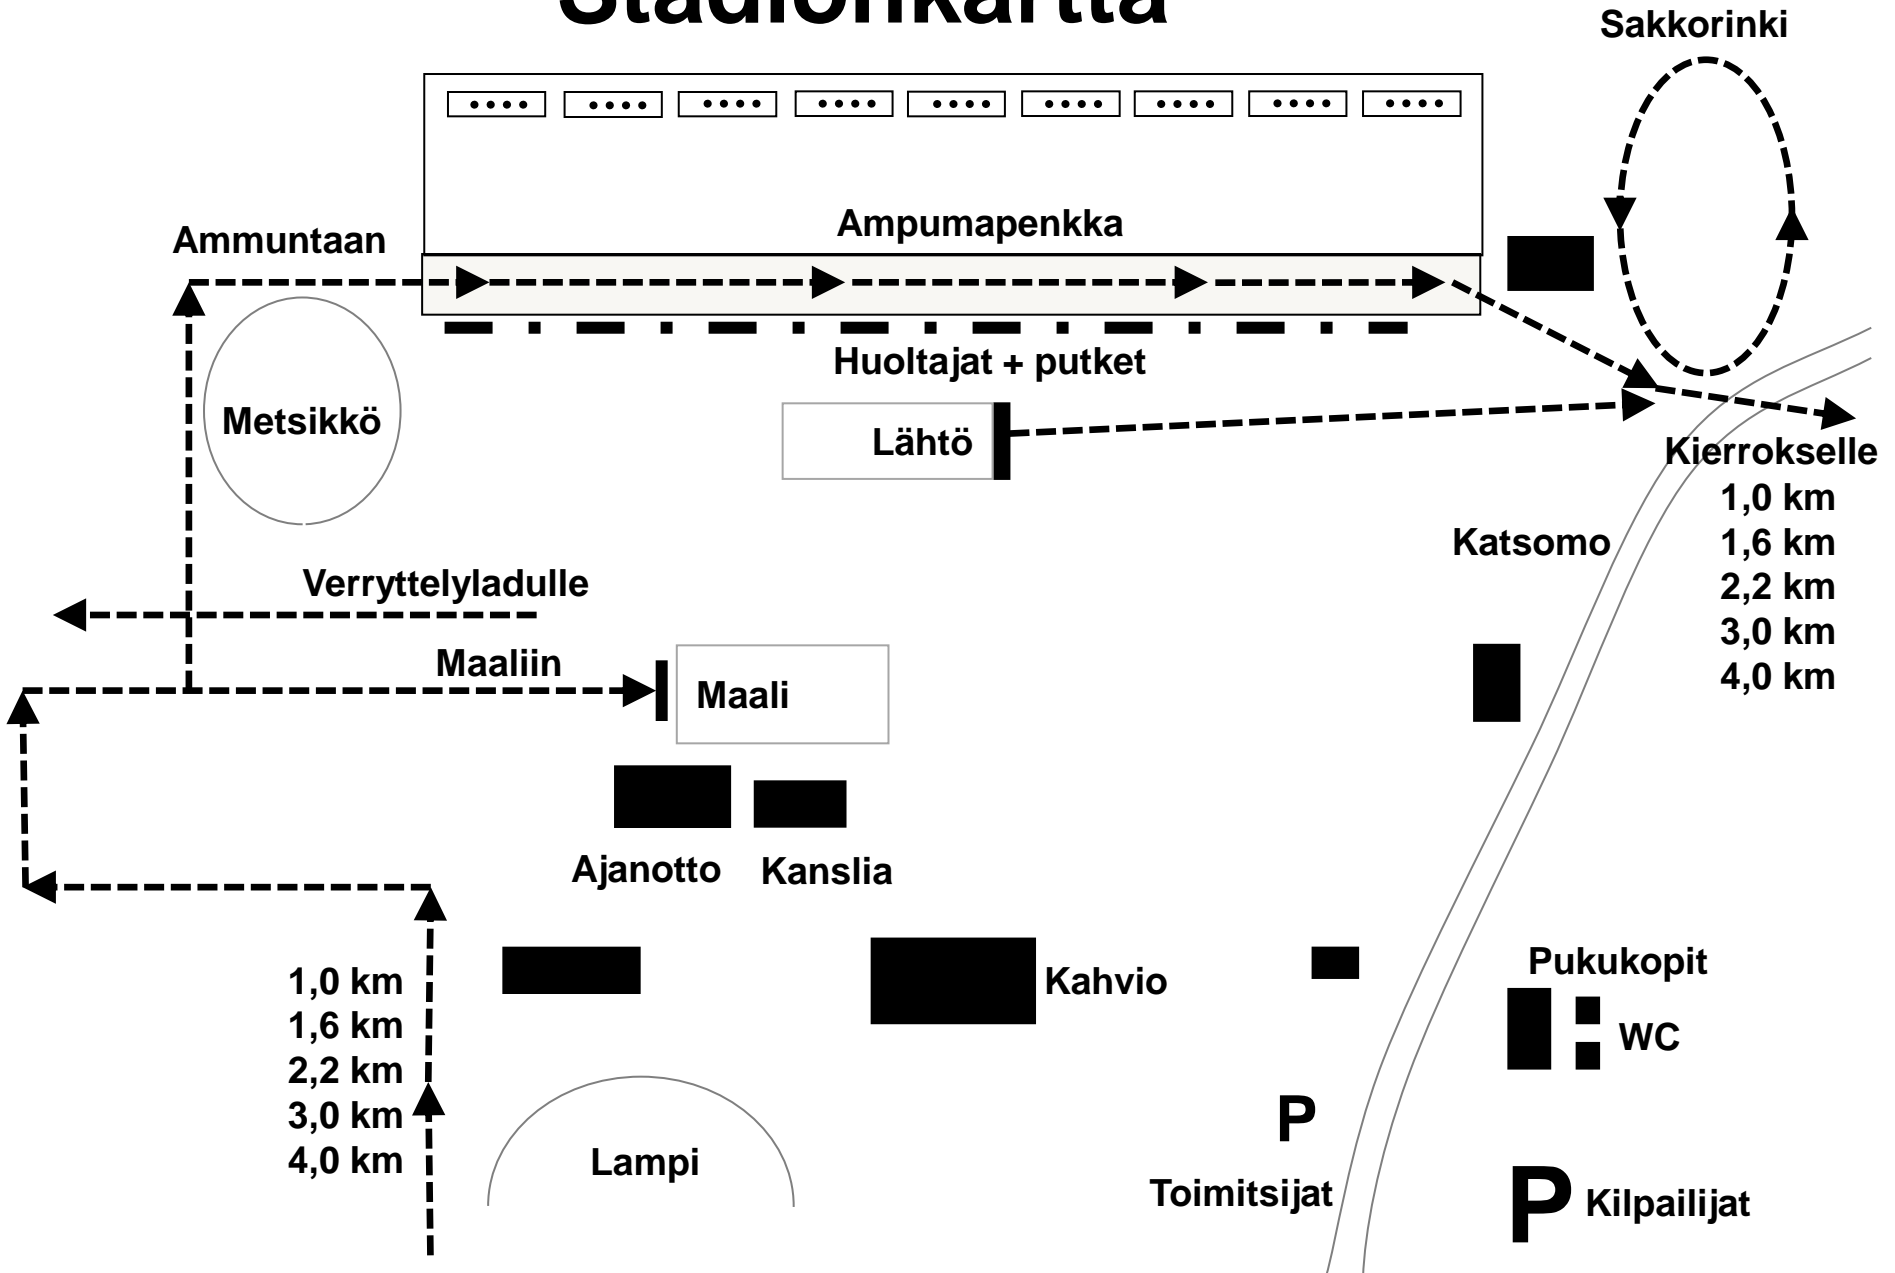 Stadionkartta
Sakkorinki
Ampumapenkka
Ammuntaan
Huoltajat + putket
Metsikkö
Lähtö
Kierrokselle
1,0 km
1,6 km
2,2 km
3,0 km
4,0 km
Katsomo
Verryttelyladulle
Maaliin
Maali
Ajanotto
Kanslia
1,0 km
1,6 km
2,2 km
3,0 km
4,0 km
Kahvio
Pukukopit
WC
Lampi
P
Toimitsijat
P Kilpailijat